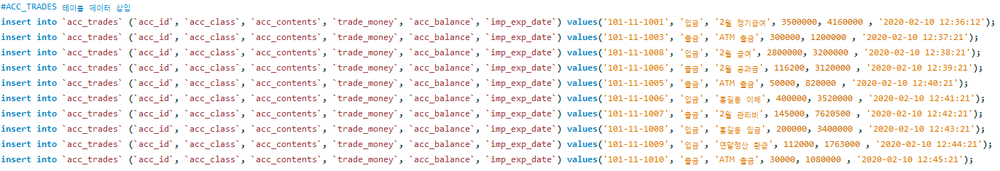 #ACC_TRADES 테이블 데이터 삽입
insert into `acc_trades` (`acc_id`, `acc_class`, `acc_contents`, `trade_money`, `acc_balance`, `imp_exp_date`) values('101-11-1001', '입금', '2월 정기급여', 3500000, 4160000 , '2020-02-10 12:36:12');
insert into `acc_trades` (`acc_id`, `acc_class`, `acc_contents`, `trade_money`, `acc_balance`, `imp_exp_date`) values('101-11-1003', '출금', 'ATM 출금', 300000, 1200000 , '2020-02-10 12:37:21');
insert into `acc_trades` (`acc_id`, `acc_class`, `acc_contents`, `trade_money`, `acc_balance`, `imp_exp_date`) values('101-11-1008', '입금', '2월 급여', 2800000, 3200000 , '2020-02-10 12:38:21');
insert into `acc_trades` (`acc_id`, `acc_class`, `acc_contents`, `trade_money`, `acc_balance`, `imp_exp_date`) values('101-11-1006', '출금', '2월 공과금', 116200, 3120000 , '2020-02-10 12:39:21');
insert into `acc_trades` (`acc_id`, `acc_class`, `acc_contents`, `trade_money`, `acc_balance`, `imp_exp_date`) values('101-11-1005', '출금', 'ATM 출금', 50000, 820000 , '2020-02-10 12:40:21');
insert into `acc_trades` (`acc_id`, `acc_class`, `acc_contents`, `trade_money`, `acc_balance`, `imp_exp_date`) values('101-11-1006', '입금', '홍길동 이체', 400000, 3520000 , '2020-02-10 12:41:21');
insert into `acc_trades` (`acc_id`, `acc_class`, `acc_contents`, `trade_money`, `acc_balance`, `imp_exp_date`) values('101-11-1007', '출금', '2월 관리비', 145000, 7620500 , '2020-02-10 12:42:21');
insert into `acc_trades` (`acc_id`, `acc_class`, `acc_contents`, `trade_money`, `acc_balance`, `imp_exp_date`) values('101-11-1008', '입금', '홍길동 입금', 200000, 3400000 , '2020-02-10 12:43:21');
insert into `acc_trades` (`acc_id`, `acc_class`, `acc_contents`, `trade_money`, `acc_balance`, `imp_exp_date`) values('101-11-1009', '입금', '연말정산 환급', 112000, 1763000 , '2020-02-10 12:44:21');
insert into `acc_trades` (`acc_id`, `acc_class`, `acc_contents`, `trade_money`, `acc_balance`, `imp_exp_date`) values('101-11-1010', '출금', 'ATM 출금', 30000, 1080000 , '2020-02-10 12:45:21');